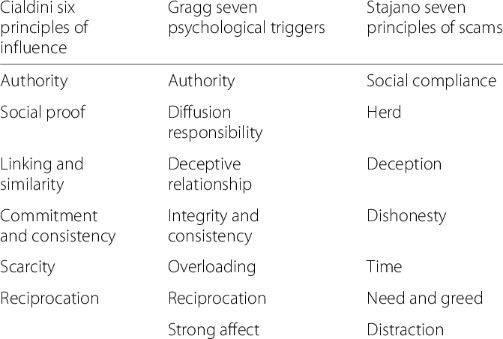 Cialdini six principles of influence Gragg seven psychological triggers Stajano seven principles of scams
Authority Authority Social compliance
Social proof Diffusion responsibility Herd
Linking and similarity Deceptive relationship Deception
Commitment and consistency Integrity and consistency Dishonesty
Scarcity Overloading Time
Reciprocation Reciprocation Need and greed
Strong affect Distraction